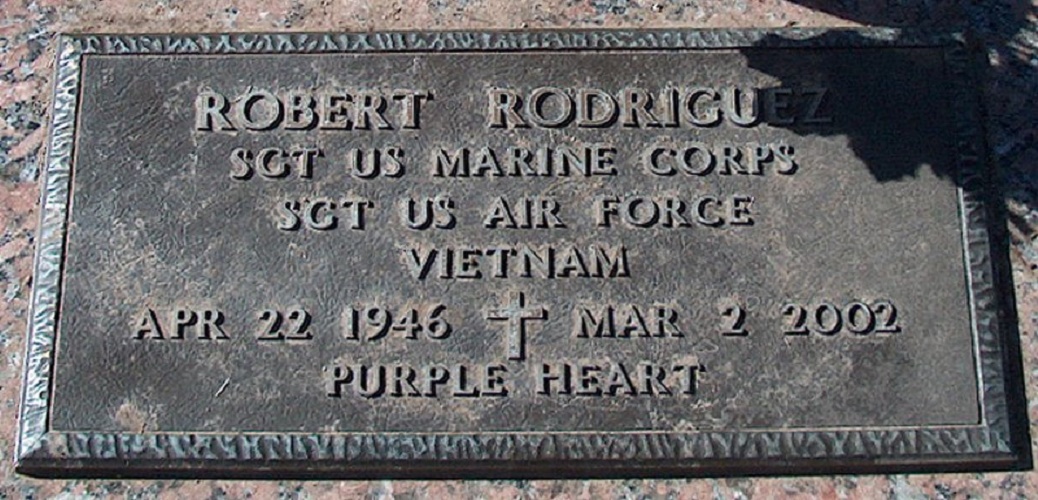 ROBERT RODRIGUEZ
SGT US MARINE CORPS
SGT US AIR FORCE
VIETNAM
APR 22 1946 MAR 2 2002
PURPLE HEART